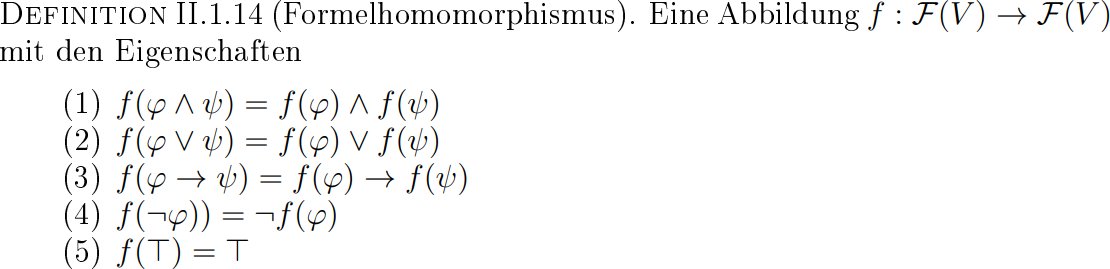 DEFINITION II.1.14 (Formelhomomorphismus). Eine Abbildung f : ℱ(V) → ℱ(V)
mit den Eigenschaften
(1) f(φ ∧ ψ) = f(φ) ∧ f(ψ)
(2) f(φ ∨ ψ) = f(φ) ∨ f(ψ)
(3) f(φ → ψ) = f(φ) → f(ψ)
(4) f(¬φ)) = ¬f(φ)
(5) f(⊤) = ⊤